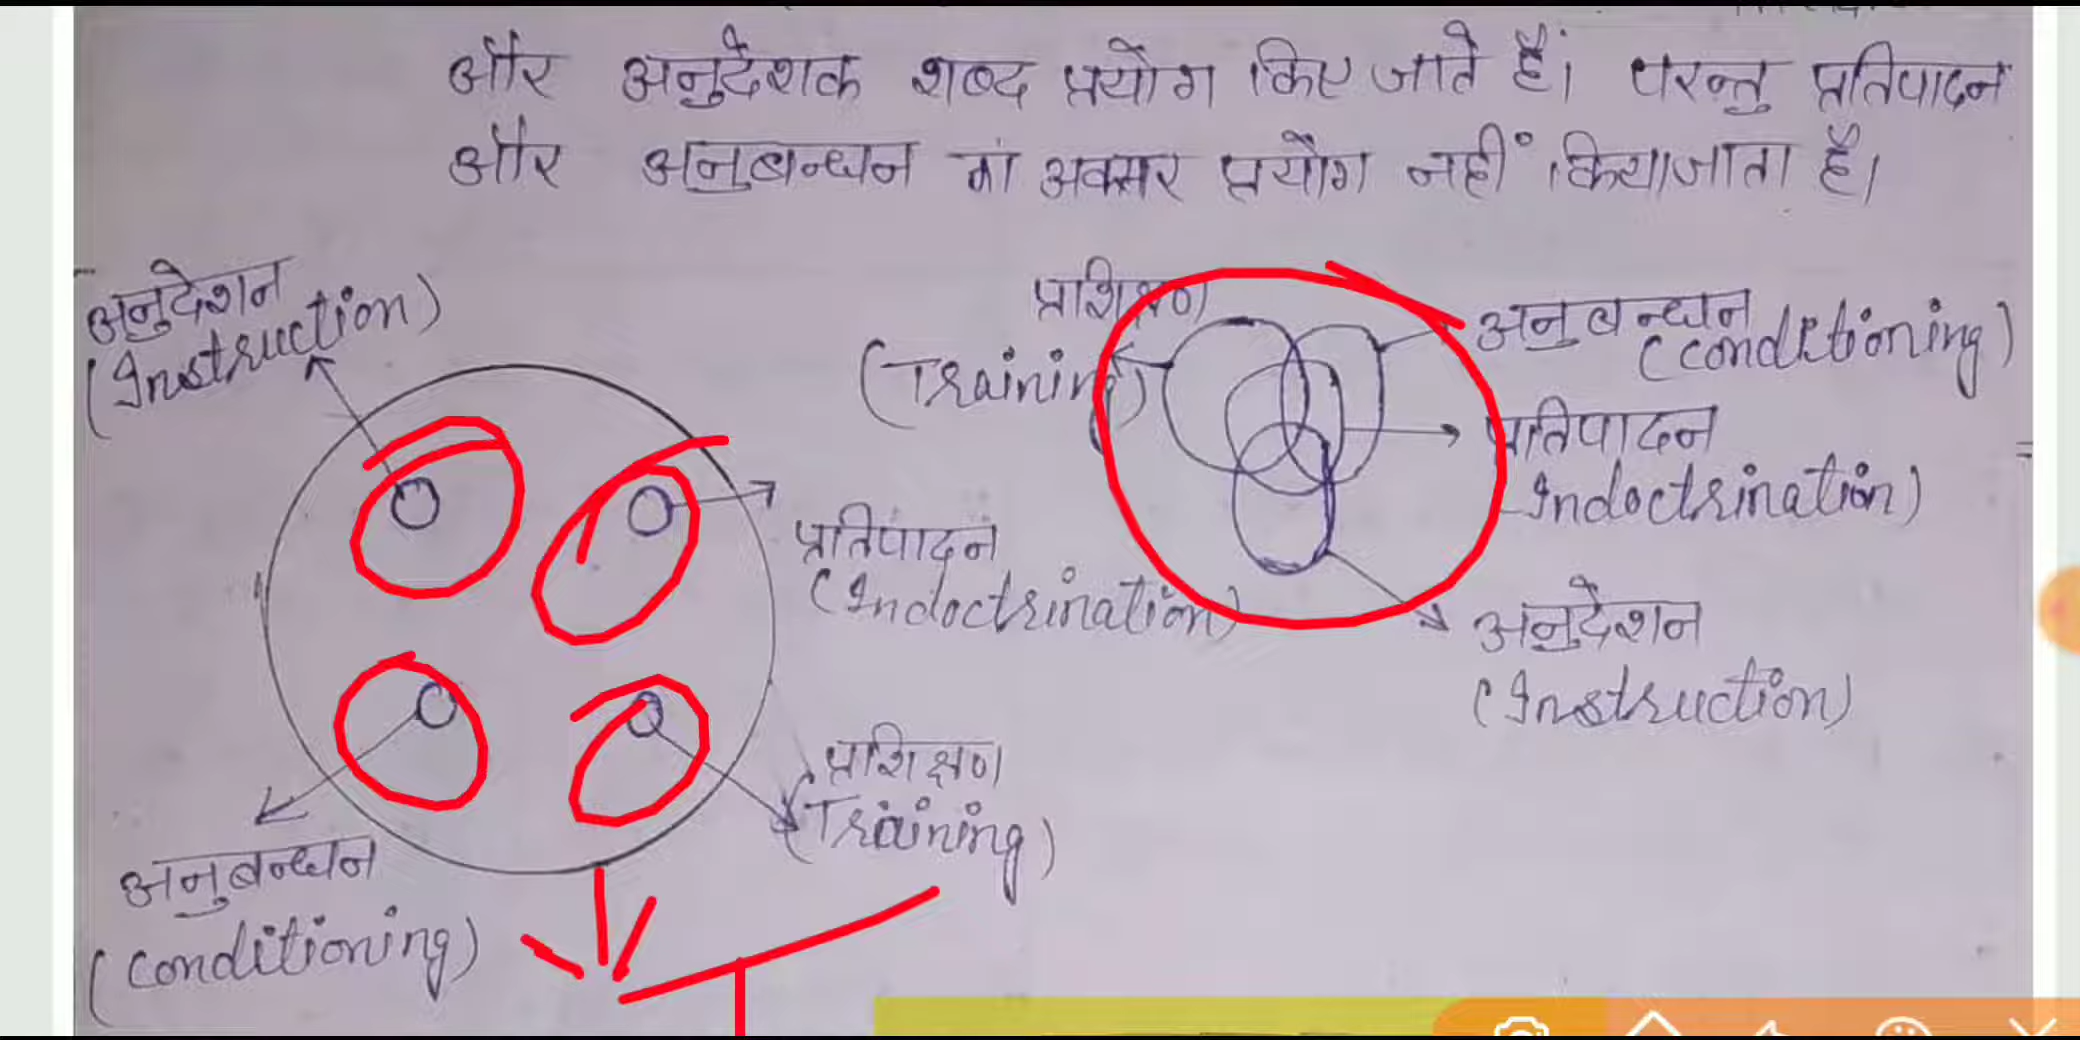 और अनुदेशक शब्द प्रयोग किए जाते हैं। परन्तु प्रतिपादन
और अनुबन्धन का अक्सर प्रयोग नहीं किया जाता है।
अनुदेशन
(Instruction)
प्रतिपादन
(Indoctrination)
अनुबन्धन
(Conditioning)
प्रशिक्षण
(Training)
प्रशिक्षण
(Training)
अनुबन्धन
(Conditioning)
प्रतिपादन
Indoctrination)
अनुदेशन
(Instruction)